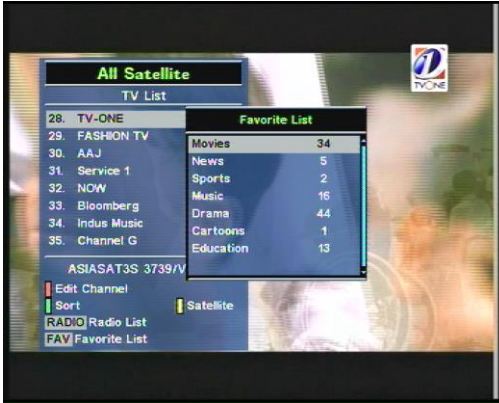 All Satellite
TV List
28. TV-ONE
29. FASHION TV
30. AAJ
31. Service 1
32. NOW
33. Bloomberg
34. Indus Music
35. Channel G
ASIASAT3S 3739/V
Edit Channel
Sort
Satellite
RADIO Radio List
FAV Favorite List
Favorite List
Movies 34
News 5
Sports 2
Music 16
Drama 44
Cartoons 1
Education 13
TVONE